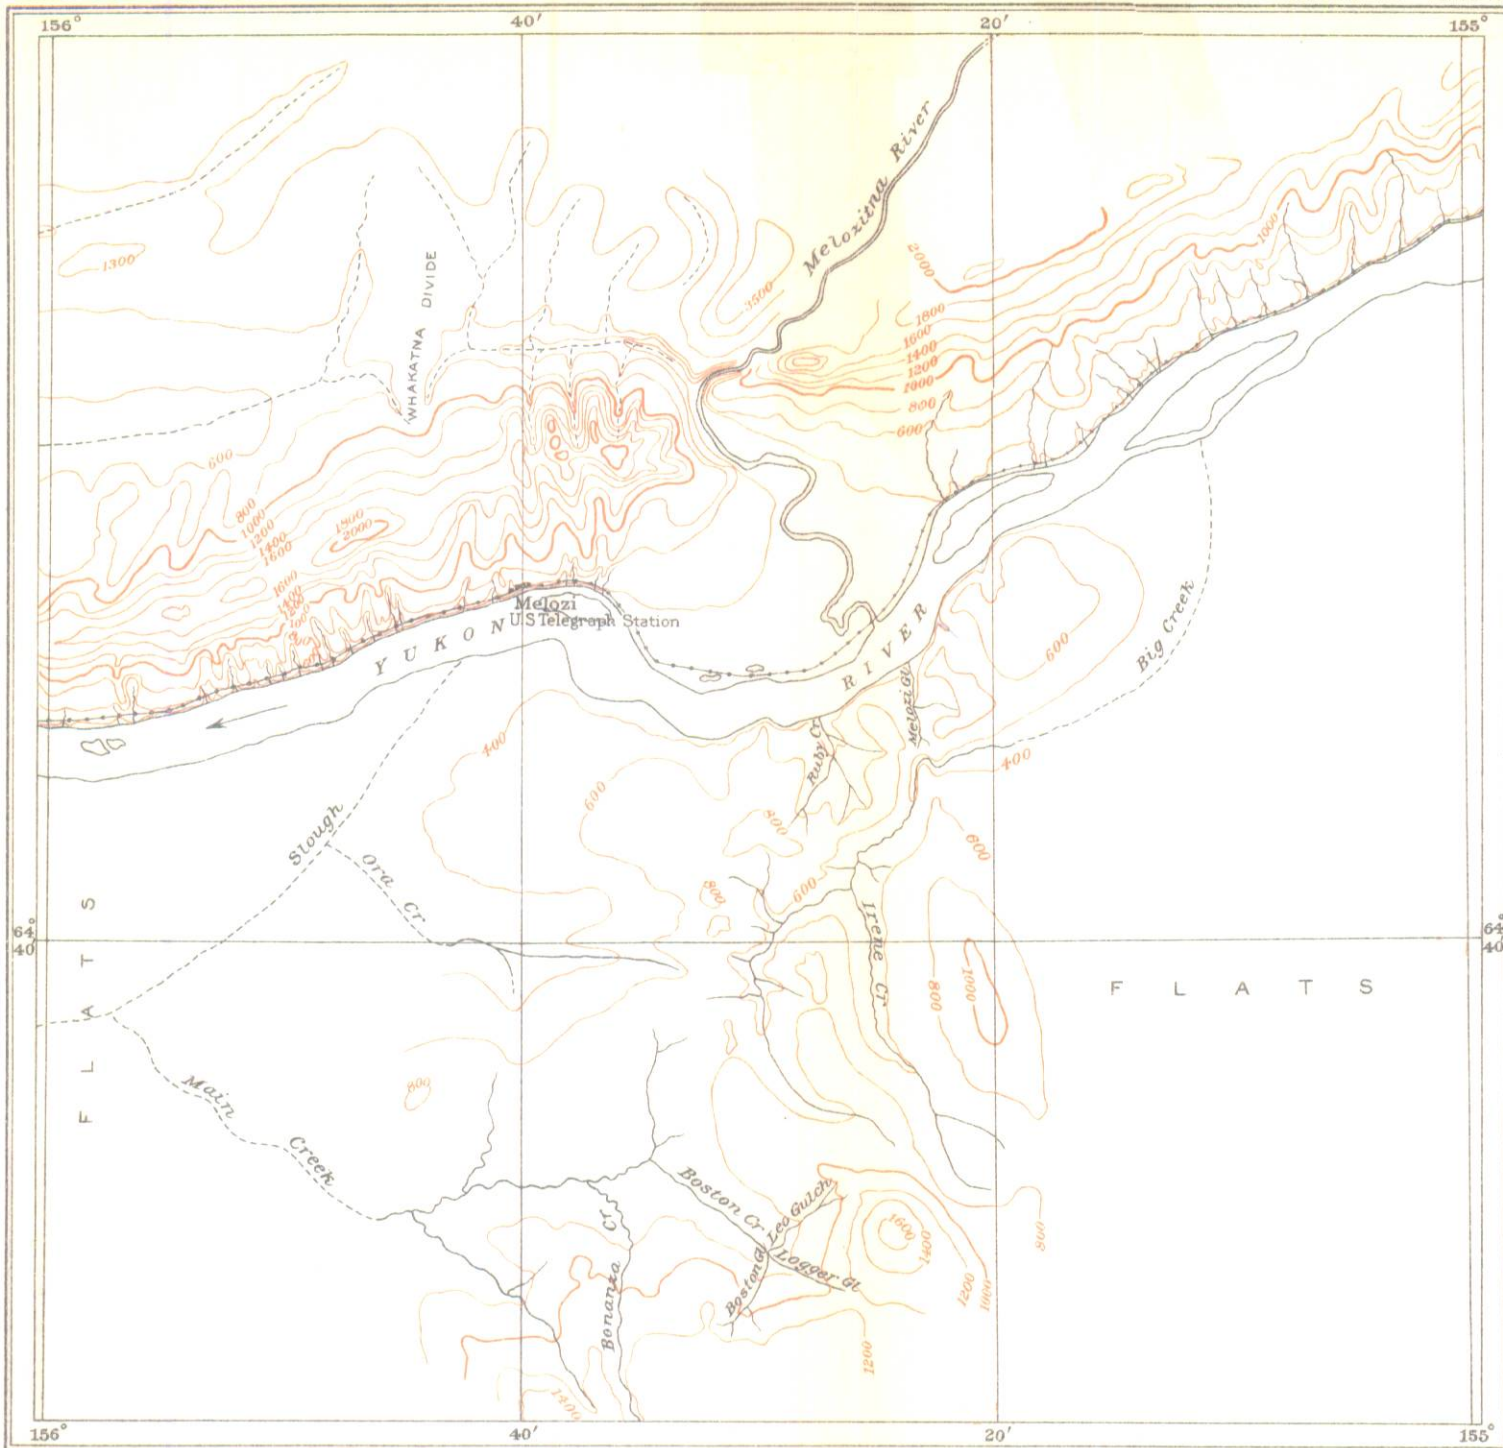 156° 40' 20' 155°
Melozitna River
1300
3500
2000
1000
WHAKATNA DIVIDE
1800
1600
1400
1200
1000
800
600
600
800
1000
1200
1400
1600
1800
2000
1600
1400
Melozi
U.S Telegraph Station
YUKON RIVER
Big Creek
600
Melozi Gl
Ruby Cr
400
400
600
800
600
Slough
Ora Cr
800
600
Irene Cr
64° 40'
64° 40'
FLATS
FLATS
800
1000
800
Main Creek
Boston Cr
Leo Gulch
Logger Gl
Boston Gl
Bonanza Cr
1600
1400
1200
1000
800
1200
1400
156° 40' 20' 155°